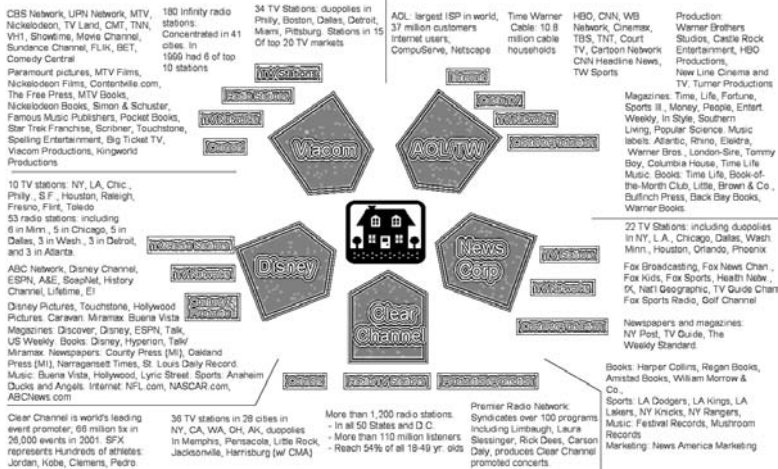 CBS Network, UPN Network, MTV,
Nickelodeon, TV Land, CMT, TNN,
VH1, Showtime, Movie Channel,
Sundance Channel, FLIK, BET,
Comedy Central
Paramount pictures, MTV Films,
Nickelodeon Films, Contentville.com,
The Free Press, MTV Books,
Nickelodeon Books, Simon & Schuster,
Famous Music Publishers, Pocket Books,
Star Trek Franchise, Scribner, Touchstone,
Spelling Entertainment, Big Ticket TV,
Viacom Productions, Kingworld
Productions
180 Infinity radio
stations:
Concentrated in 41
cities. In
1999 had 6 of top
10 stations
34 TV Stations: duopolies in
Philly, Boston, Dallas, Detroit,
Miami, Pittsburg. Stations in 15
Of top 20 TV markets
AOL: largest ISP in world,
37 million customers
Internet users,
CompuServe, Netscape
Time Warner
Cable: 10.8
million cable
households
HBO, CNN, WB
Network, Cinemax,
TBS, TNT, Court
TV, Cartoon Network
CNN Headline News,
TW Sports
Production:
Warner Brothers
Studios, Castle Rock
Entertainment, HBO
Productions,
New Line Cinema and
TV. Turner Productions
Magazines: Time, Life, Fortune,
Sports Ill., Money, People, Entert.
Weekly, In Style, Southern
Living, Popular Science. Music
labels: Atlantic, Rhino, Elektra,
Warner Bros., London-Sire, Tommy
Boy, Columbia House, Time Life
Music. Books: Time Life, Book-of-
the-Month Club, Little, Brown & Co.,
Bulfinch Press, Back Bay Books,
Warner Books.
Viacom
AOL/TW
10 TV stations: NY, LA, Chic.,
Philly., S.F., Houston, Raleigh,
Fresno, Flint, Toledo
53 radio stations: including
6 in Minn., 5 in Chicago, 5 in
Dallas, 3 in Wash., 3 in Detroit,
and 3 in Atlanta.
ABC Network, Disney Channel,
ESPN, A&E, SoapNet, History
Channel, Lifetime, E!
Disney Pictures, Touchstone, Hollywood
Pictures. Caravan. Miramax. Buena Vista
Magazines: Discover, Disney, ESPN, Talk,
US Weekly. Books: Disney, Hyperion, Talk/
Miramax. Newspapers: County Press (MI), Oakland
Press (MI), Narragansett Times, St. Louis Daily Record.
Music: Buena Vista, Hollywood, Lyric Street. Sports: Anaheim
Ducks and Angels. Internet: NFL.com, NASCAR.com,
ABCNews.com
Disney
News
Corp
Clear
Channel
22 TV Stations: including duopolies
In NY, L.A., Chicago, Dallas, Wash.
Minn., Houston, Orlando, Phoenix
Fox Broadcasting, Fox News Chan.,
Fox Kids, Fox Sports, Health Netw.,
fX, Nat'l Geographic, TV Guide Chan
Fox Sports Radio, Golf Channel
Newspapers and magazines:
NY Post, TV Guide, The
Weekly Standard.
Books: Harper Collins, Regan Books,
Amistad Books, William Morrow &
Co.,
Sports: LA Dodgers, LA Kings, LA
Lakers, NY Knicks, NY Rangers,
Music: Festival Records, Mushroom
Records
Marketing: News America Marketing
Clear Channel is world's leading
event promoter; 66 million tix in
26,000 events in 2001. SFX
represents Hundreds of athletes:
Jordan, Kobe, Clemens, Pedro.
36 TV stations in 28 cities in
NY, CA, WA, OH, AK, duopolies
In Memphis, Pensacola, Little Rock,
Jacksonville, Harrisburg (w/ CMA)
More than 1,200 radio stations.
- In all 50 States and D.C.
- More than 110 million listeners
- Reach 54% of all 18-49 yr. olds
Premier Radio Network:
Syndicates over 100 programs
Including Limbaugh, Laura
Slessinger, Rick Dees, Carson
Daly, produces Clear Channel
promoted concerts.